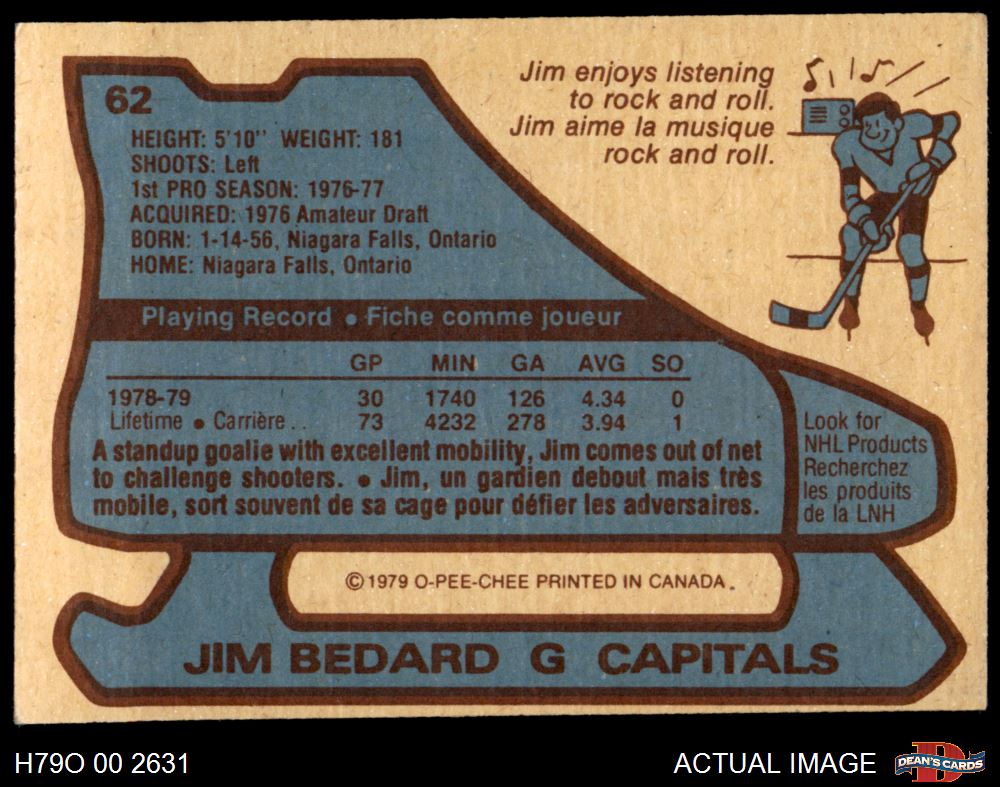 62
HEIGHT: 5'10" WEIGHT: 181
SHOOTS: Left
1st PRO SEASON: 1976-77
ACQUIRED: 1976 Amateur Draft
BORN: 1-14-56, Niagara Falls, Ontario
HOME: Niagara Falls, Ontario
Jim enjoys listening
to rock and roll.
Jim aime la musique
rock and roll.
Playing Record • Fiche comme joueur
GP MIN GA AVG SO
1978-79 30 1740 126 4.34 0
Lifetime • Carrière .. 73 4232 278 3.94 1
A standup goalie with excellent mobility, Jim comes out of net
to challenge shooters. • Jim, un gardien debout mais très
mobile, sort souvent de sa cage pour défier les adversaires.
Look for
NHL Products
Recherchez
les produits
de la LNH
© 1979 O-PEE-CHEE PRINTED IN CANADA.
JIM BEDARD G CAPITALS
H79O 00 2631
ACTUAL IMAGE
D
DEAN'S CARDS